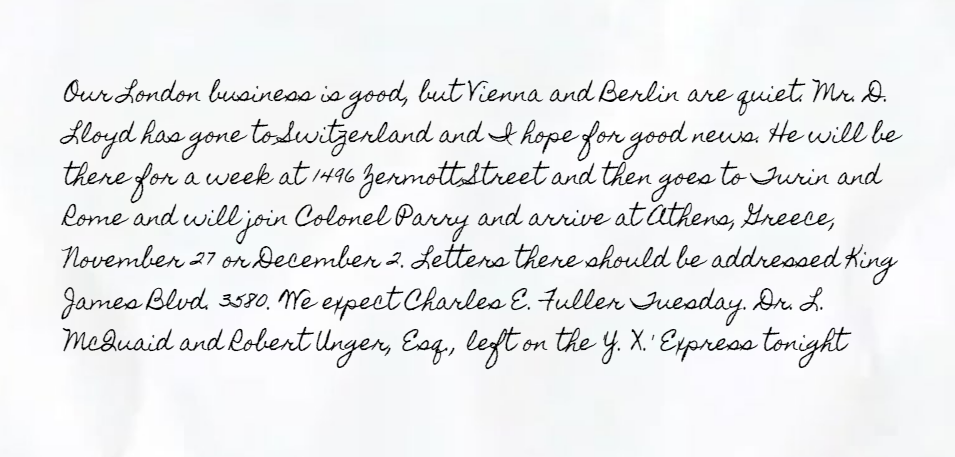 Our London business is good, but Vienna and Berlin are quiet. Mr. D.
Lloyd has gone to Switzerland and I hope for good news. He will be
there for a week at 1496 Zermott Street and then goes to Turin and
Rome and will join Colonel Parry and arrive at Athens, Greece,
November 27 or December 2. Letters there should be addressed King
James Blvd. 3580. We expect Charles E. Fuller Tuesday. Dr. L.
McQuaid and Robert Unger, Esq., left on the Y. X.' Express tonight